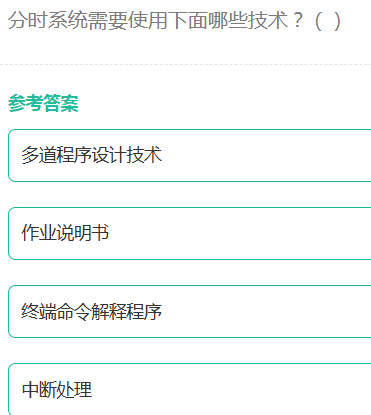 分时系统需要使用下面哪些技术？（ ）
参考答案
多道程序设计技术
作业说明书
终端命令解释程序
中断处理